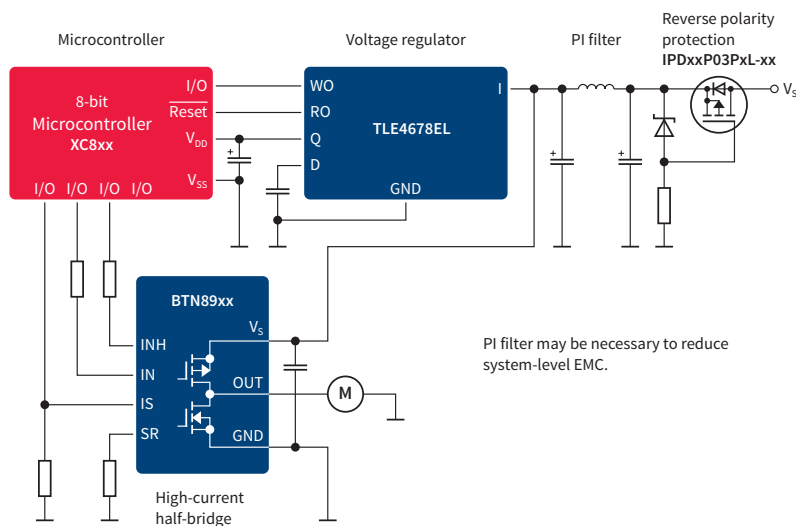 Microcontroller
Voltage regulator
PI filter
Reverse polarity
protection
IPDxxP03PxL-xx
8-bit
Microcontroller
XC8xx
I/O
Reset
VDD
VSS
I/O I/O I/O I/O
WO
RO
Q
D
I
TLE4678EL
GND
VS
BTN89xx
VS
INH
IN
IS
SR
OUT
GND
M
PI filter may be necessary to reduce
system-level EMC.
High-current
half-bridge
+
+
+